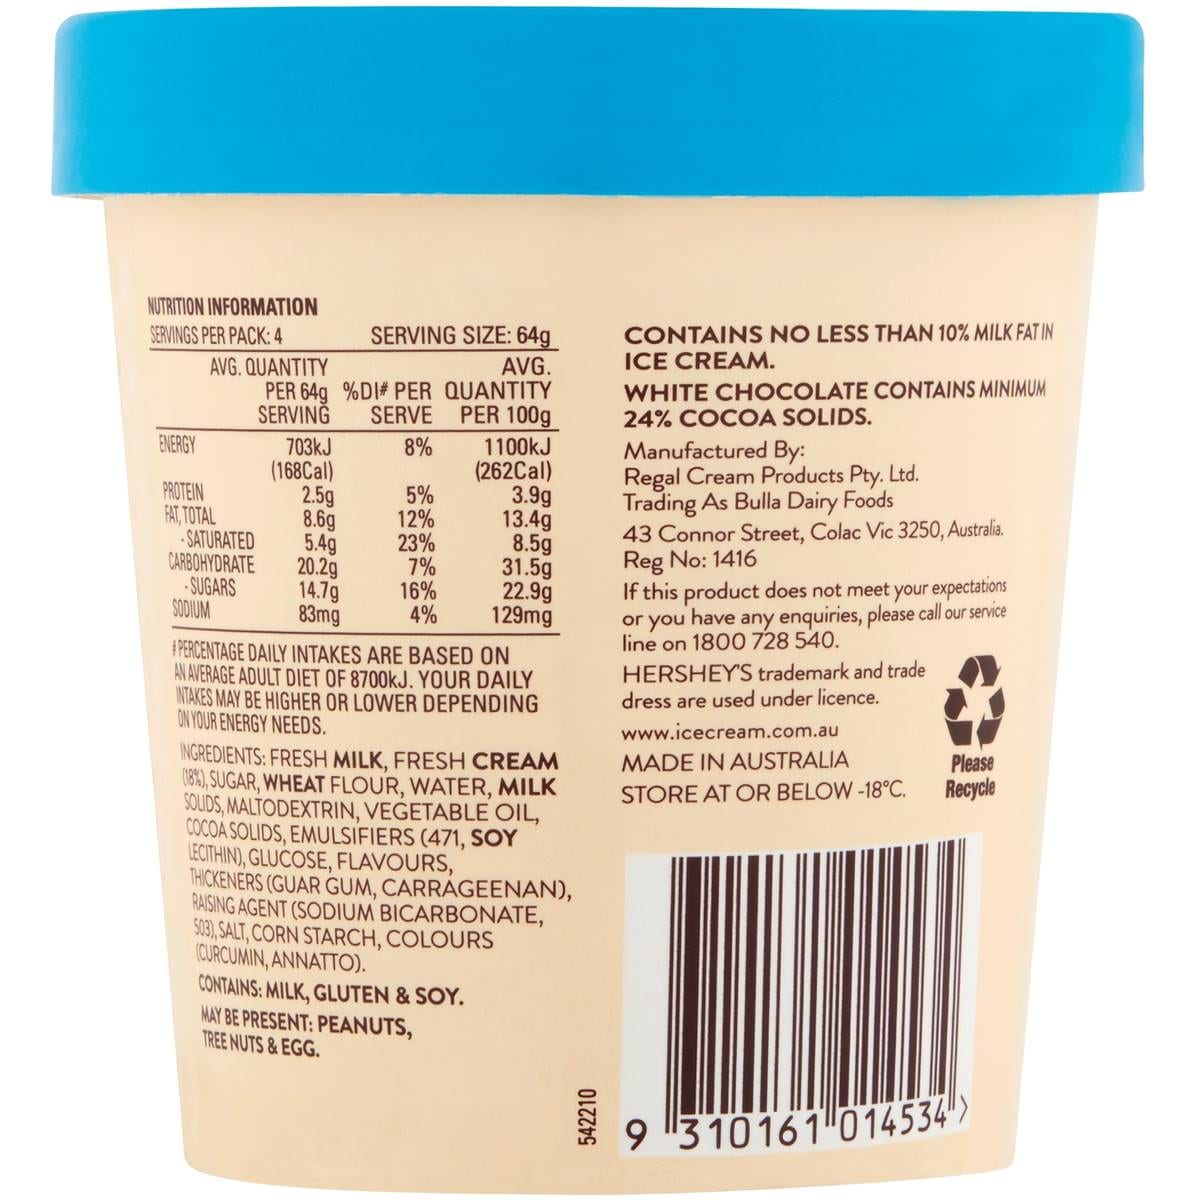 NUTRITION INFORMATION
SERVINGS PER PACK: 4 SERVING SIZE: 64g
AVG. QUANTITY AVG.
PER 64g %DI# PER QUANTITY
SERVING SERVE PER 100g
ENERGY 703kJ 8% 1100kJ
(168Cal) (262Cal)
PROTEIN 2.5g 5% 3.9g
FAT, TOTAL 8.6g 12% 13.4g
- SATURATED 5.4g 23% 8.5g
CARBOHYDRATE 20.2g 7% 31.5g
- SUGARS 14.7g 16% 22.9g
SODIUM 83mg 4% 129mg
# PERCENTAGE DAILY INTAKES ARE BASED ON
AN AVERAGE ADULT DIET OF 8700kJ. YOUR DAILY
INTAKES MAY BE HIGHER OR LOWER DEPENDING
ON YOUR ENERGY NEEDS.
INGREDIENTS: FRESH MILK, FRESH CREAM
(18%), SUGAR, WHEAT FLOUR, WATER, MILK
SOLIDS, MALTODEXTRIN, VEGETABLE OIL,
COCOA SOLIDS, EMULSIFIERS (471, SOY
LECITHIN), GLUCOSE, FLAVOURS,
THICKENERS (GUAR GUM, CARRAGEENAN),
RAISING AGENT (SODIUM BICARBONATE,
503), SALT, CORN STARCH, COLOURS
(CURCUMIN, ANNATTO).
CONTAINS: MILK, GLUTEN & SOY.
MAY BE PRESENT: PEANUTS,
TREE NUTS & EGG.
CONTAINS NO LESS THAN 10% MILK FAT IN
ICE CREAM.
WHITE CHOCOLATE CONTAINS MINIMUM
24% COCOA SOLIDS.
Manufactured By:
Regal Cream Products Pty. Ltd.
Trading As Bulla Dairy Foods
43 Connor Street, Colac Vic 3250, Australia.
Reg No: 1416
If this product does not meet your expectations
or you have any enquiries, please call our service
line on 1800 728 540.
HERSHEY'S trademark and trade
dress are used under licence.
www.icecream.com.au
MADE IN AUSTRALIA
STORE AT OR BELOW -18°C.
Please
Recycle
542210
9 310161 014534 >